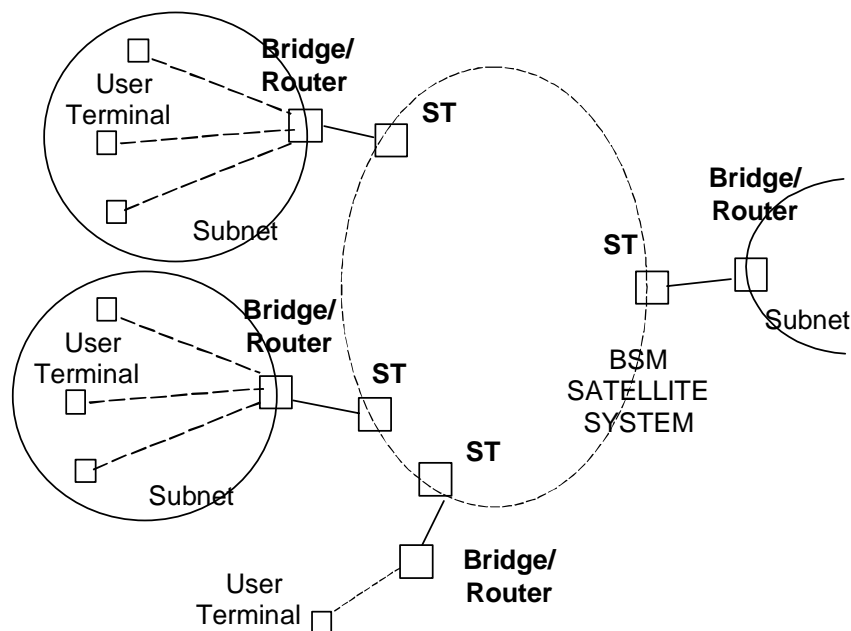 Bridge/
Router
User
Terminal
ST
Subnet
Bridge/
Router
ST
Subnet
Bridge/
Router
User
Terminal
ST
Subnet
BSM
SATELLITE
SYSTEM
ST
Bridge/
Router
User
Terminal